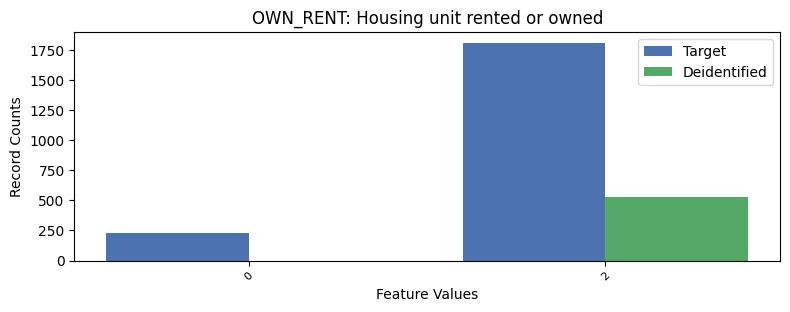 OWN_RENT: Housing unit rented or owned
Target
Deidentified
Record Counts
1750
1500
1250
1000
750
500
250
0
0
2
Feature Values